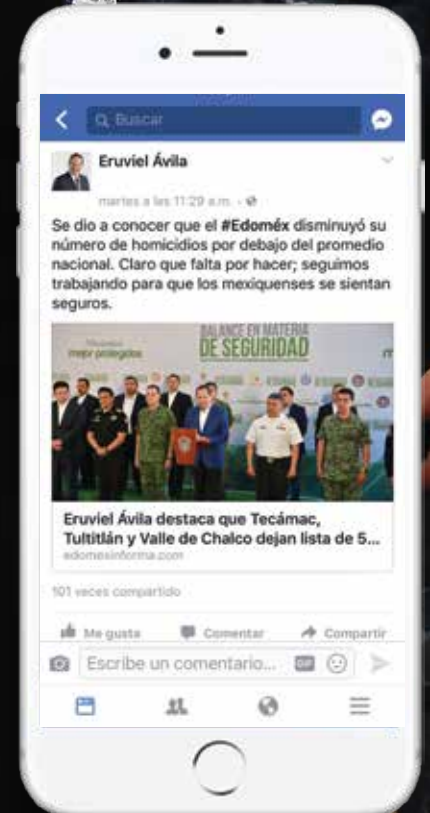 Buscar
Eruviel Ávila
martes a las 11:29 a.m.
Se dio a conocer que el #Edoméx disminuyó su
número de homicidios por debajo del promedio
nacional. Claro que falta por hacer; seguimos
trabajando para que los mexiquenses se sientan
seguros.
mejor protegidos
BALANCE EN MATERIA
DE SEGURIDAD
m
Eruviel Ávila destaca que Tecámac,
Tultitlán y Valle de Chalco dejan lista de 5...
edomexinforma.com
101 veces compartido
Me gusta Comentar Compartir
Escribe un comentario... GIF